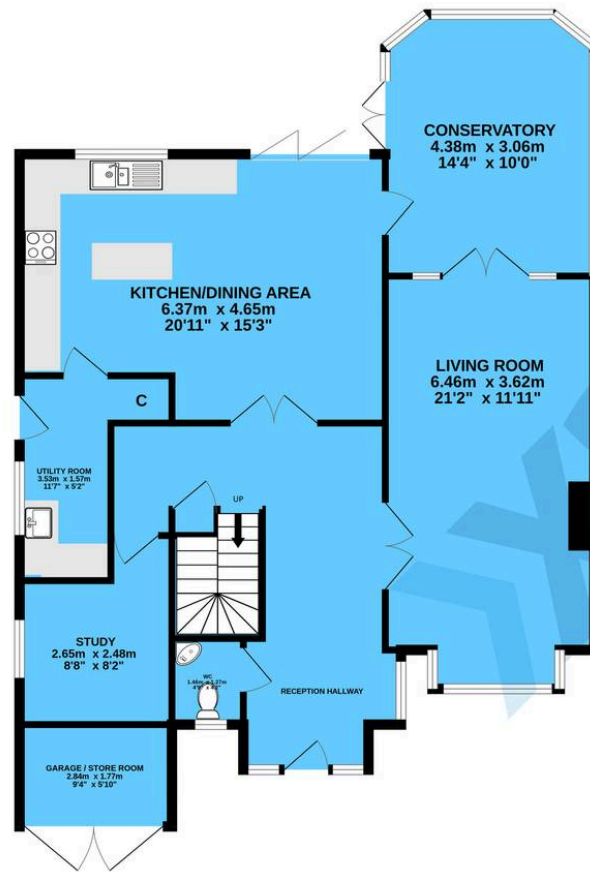 CONSERVATORY
4.38m x 3.06m
14'4" x 10'0"
KITCHEN/DINING AREA
6.37m x 4.65m
20'11" x 15'3"
LIVING ROOM
6.46m x 3.62m
21'2" x 11'11"
C
UTILITY ROOM
3.53m x 1.57m
11'7" x 5'2"
UP
STUDY
2.65m x 2.48m
8'8" x 8'2"
WC
RECEPTION HALLWAY
GARAGE / STORE ROOM
2.84m x 1.77m
9'4" x 5'10"